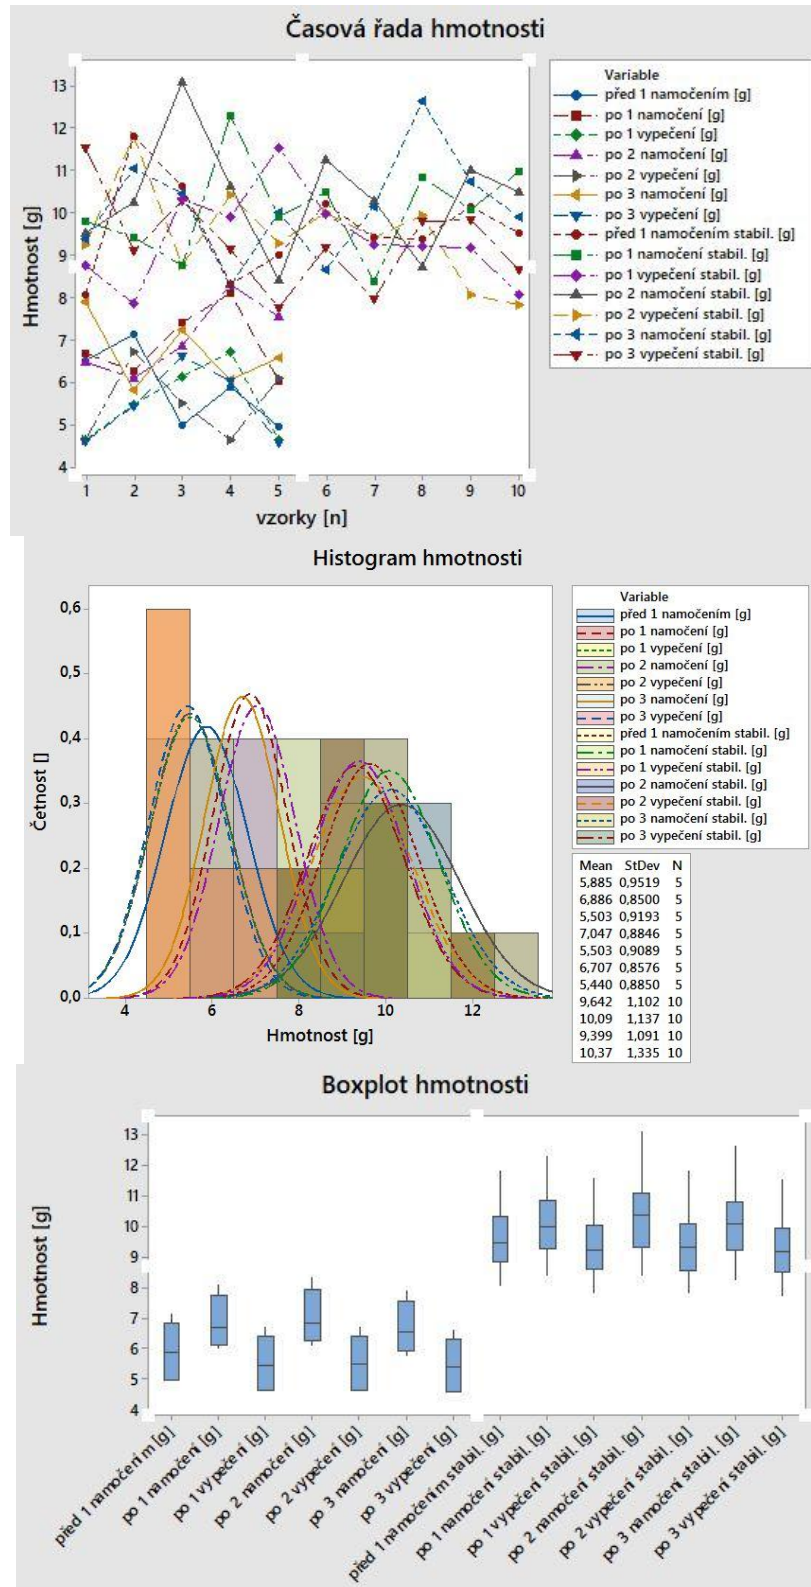 Časová řada hmotnosti
Hmotnost [g]
13
12
11
10
9
8
7
6
5
4
1 2 3 4 5 6 7 8 9 10
vzorky [n]
Variable
před 1 namočením [g]
po 1 namočení [g]
po 1 vypečení [g]
po 2 namočení [g]
po 2 vypečení [g]
po 3 namočení [g]
po 3 vypečení [g]
před 1 namočením stabil. [g]
po 1 namočení stabil. [g]
po 1 vypečení stabil. [g]
po 2 namočení stabil. [g]
po 2 vypečení stabil. [g]
po 3 namočení stabil. [g]
po 3 vypečení stabil. [g]
Histogram hmotnosti
Četnost []
0,6
0,5
0,4
0,3
0,2
0,1
0,0
4 6 8 10 12
Hmotnost [g]
Variable
před 1 namočením [g]
po 1 namočení [g]
po 1 vypečení [g]
po 2 namočení [g]
po 2 vypečení [g]
po 3 namočení [g]
po 3 vypečení [g]
před 1 namočením stabil. [g]
po 1 namočení stabil. [g]
po 1 vypečení stabil. [g]
po 2 namočení stabil. [g]
po 2 vypečení stabil. [g]
po 3 namočení stabil. [g]
po 3 vypečení stabil. [g]
Mean StDev N
5,885 0,9519 5
6,886 0,8500 5
5,503 0,9193 5
7,047 0,8846 5
5,503 0,9089 5
6,707 0,8576 5
5,440 0,8850 5
9,642 1,102 10
10,09 1,137 10
9,399 1,091 10
10,37 1,335 10
Boxplot hmotnosti
Hmotnost [g]
13
12
11
10
9
8
7
6
5
4
před 1 namočení m [g]
po 1 namočení [g]
po 1 vypečení [g]
po 2 namočení [g]
po 2 vypečení [g]
po 3 namočení [g]
po 3 vypečení [g]
před 1 namočením stabil. [g]
po 1 namočení stabil. [g]
po 1 vypečení stabil. [g]
po 2 namočení stabil. [g]
po 2 vypečení stabil. [g]
po 3 namočení stabil. [g]
po 3 vypečení stabil. [g]